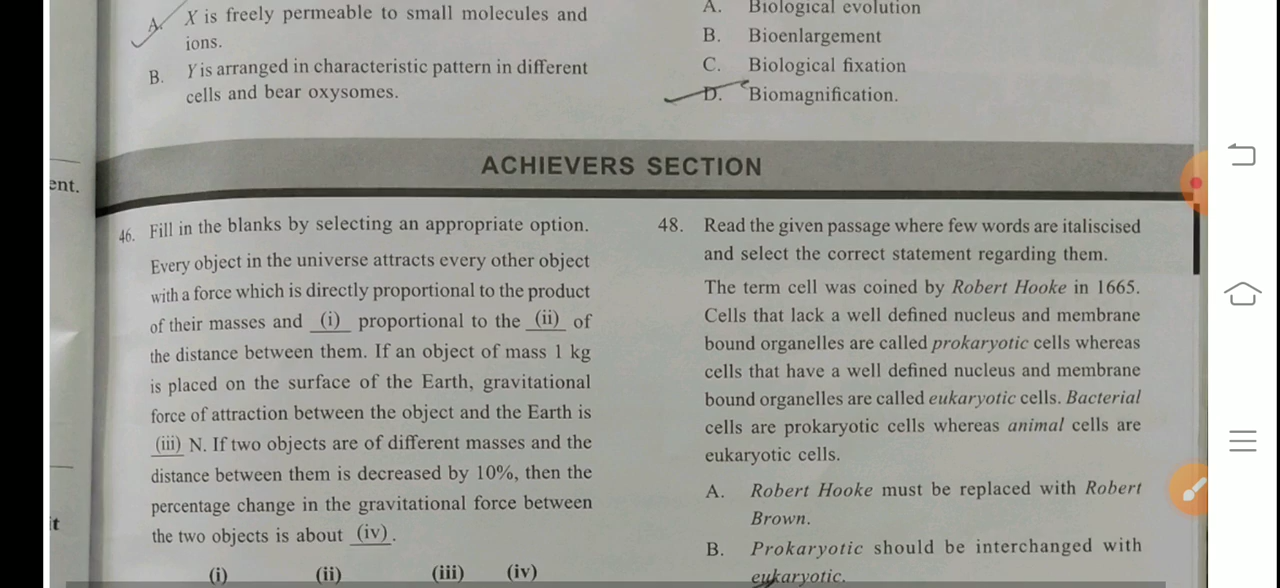 A. X is freely permeable to small molecules and
ions.
B. Y is arranged in characteristic pattern in different
cells and bear oxysomes.
A. Biological evolution
B. Bioenlargement
C. Biological fixation
D. Biomagnification.
ent.
it
ACHIEVERS SECTION
46. Fill in the blanks by selecting an appropriate option.
Every object in the universe attracts every other object
with a force which is directly proportional to the product
of their masses and (i) proportional to the (ii) of
the distance between them. If an object of mass 1 kg
is placed on the surface of the Earth, gravitational
force of attraction between the object and the Earth is
(iii) N. If two objects are of different masses and the
distance between them is decreased by 10%, then the
percentage change in the gravitational force between
the two objects is about (iv).
(i) (ii) (iii) (iv)
48. Read the given passage where few words are italiscised
and select the correct statement regarding them.
The term cell was coined by Robert Hooke in 1665.
Cells that lack a well defined nucleus and membrane
bound organelles are called prokaryotic cells whereas
cells that have a well defined nucleus and membrane
bound organelles are called eukaryotic cells. Bacterial
cells are prokaryotic cells whereas animal cells are
eukaryotic cells.
A. Robert Hooke must be replaced with Robert
Brown.
B. Prokaryotic should be interchanged with
eukaryotic.